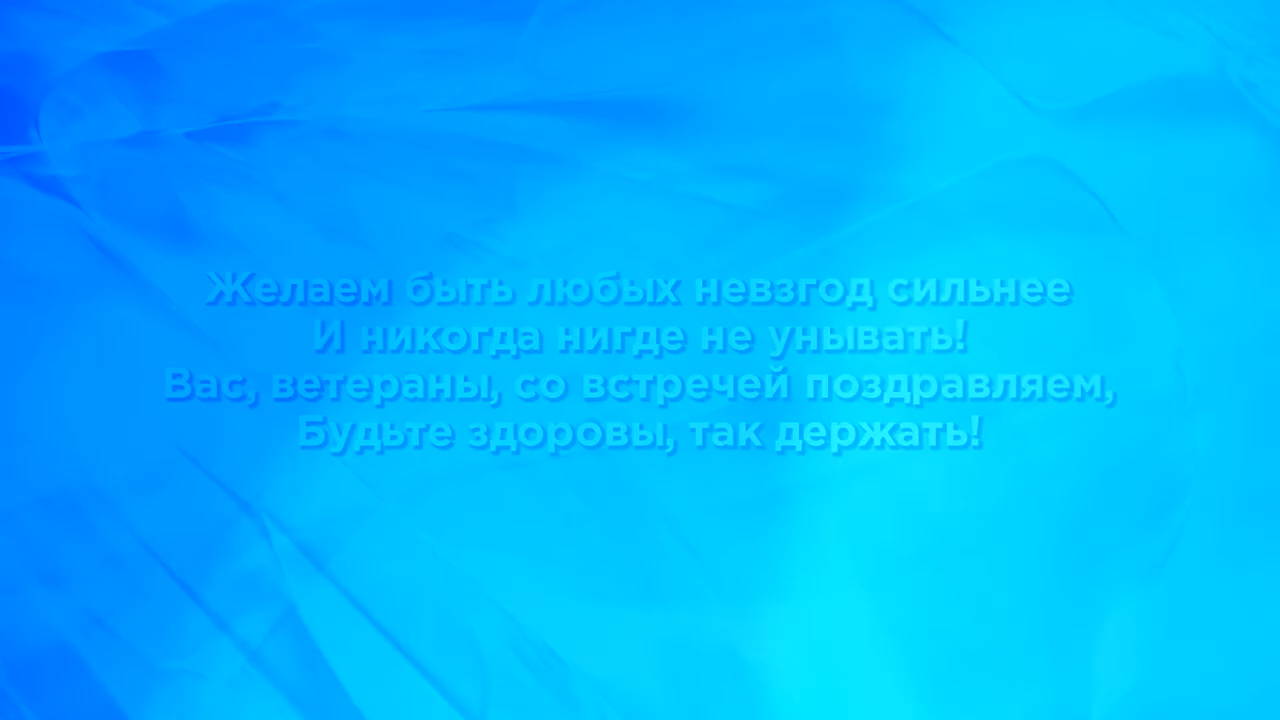 Желаем быть любых невзгод сильнее
И никогда нигде не унывать!
Вас, ветераны, со встречей поздравляем,
Будьте здоровы, так держать!